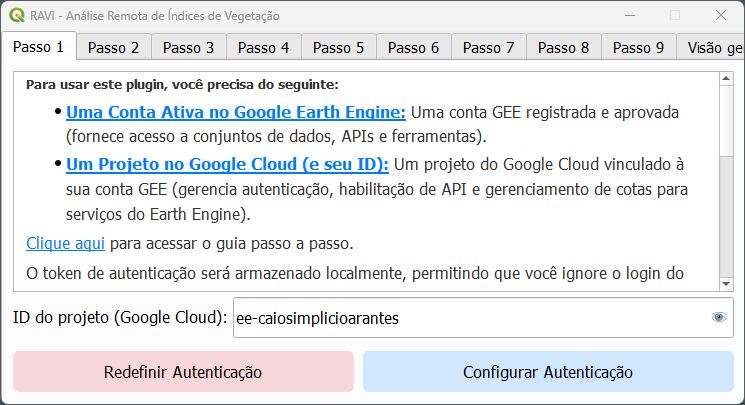 RAVI - Análise Remota de Índices de Vegetação
Passo 1 Passo 2 Passo 3 Passo 4 Passo 5 Passo 6 Passo 7 Passo 8 Passo 9 Visão ge
Para usar este plugin, você precisa do seguinte:
• Uma Conta Ativa no Google Earth Engine: Uma conta GEE registrada e aprovada
(fornece acesso a conjuntos de dados, APIs e ferramentas).
• Um Projeto no Google Cloud (e seu ID): Um projeto do Google Cloud vinculado à
sua conta GEE (gerencia autenticação, habilitação de API e gerenciamento de cotas para
serviços do Earth Engine).
Clique aqui para acessar o guia passo a passo.
O token de autenticação será armazenado localmente, permitindo que você ignore o login do
ID do projeto (Google Cloud): ee-caiosimplicioarantes
Redefinir Autenticação Configurar Autenticação